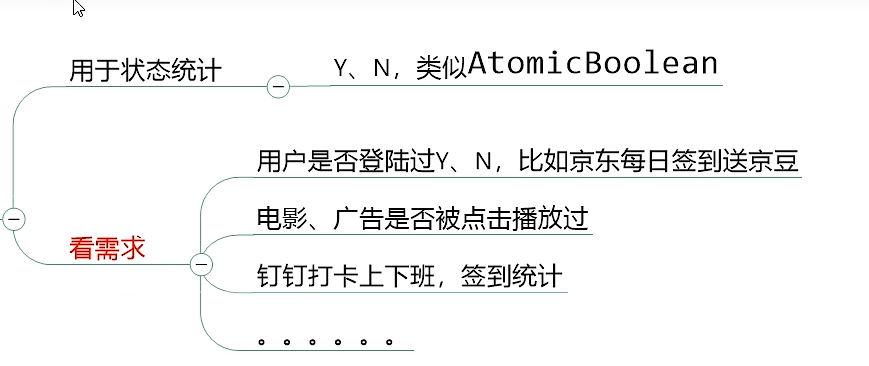 用于状态统计
Y、N，类似AtomicBoolean
看需求
用户是否登陆过Y、N，比如京东每日签到送京豆
电影、广告是否被点击播放过
钉钉打卡上下班，签到统计
。。。。。。